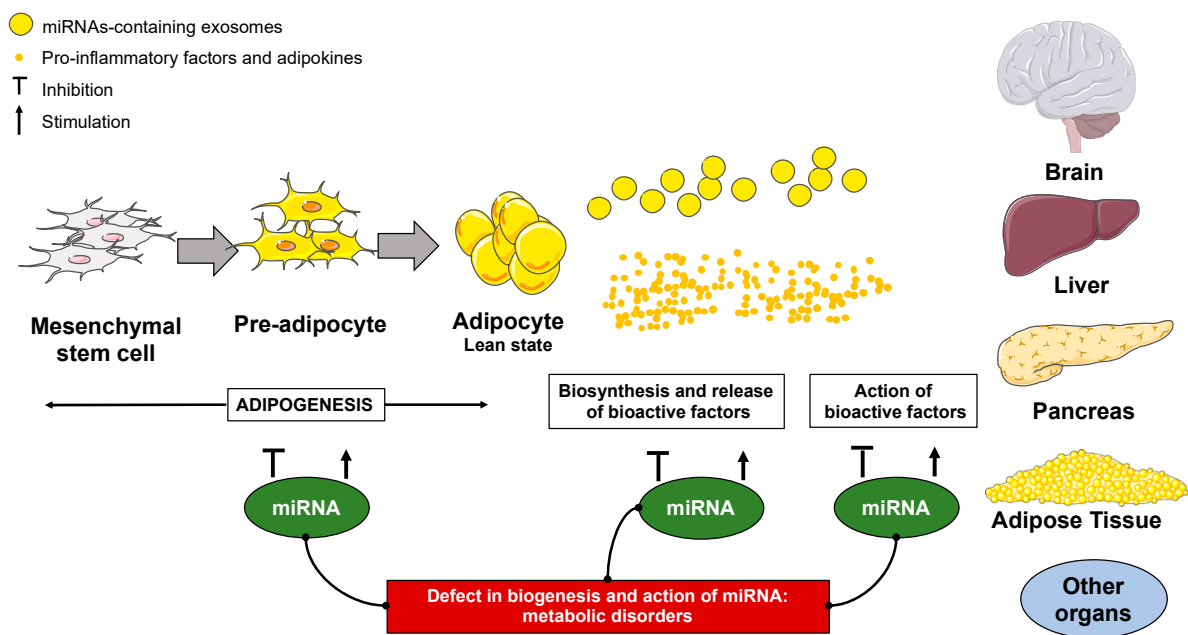 miRNAs-containing exosomes
Pro-inflammatory factors and adipokines
Inhibition
Stimulation
Brain
Liver
Mesenchymal
stem cell
Pre-adipocyte
Adipocyte
Lean state
Pancreas
ADIPOGENESIS
Biosynthesis and release
of bioactive factors
Action of
bioactive factors
miRNA
miRNA
miRNA
Adipose Tissue
Defect in biogenesis and action of miRNA:
metabolic disorders
Other
organs